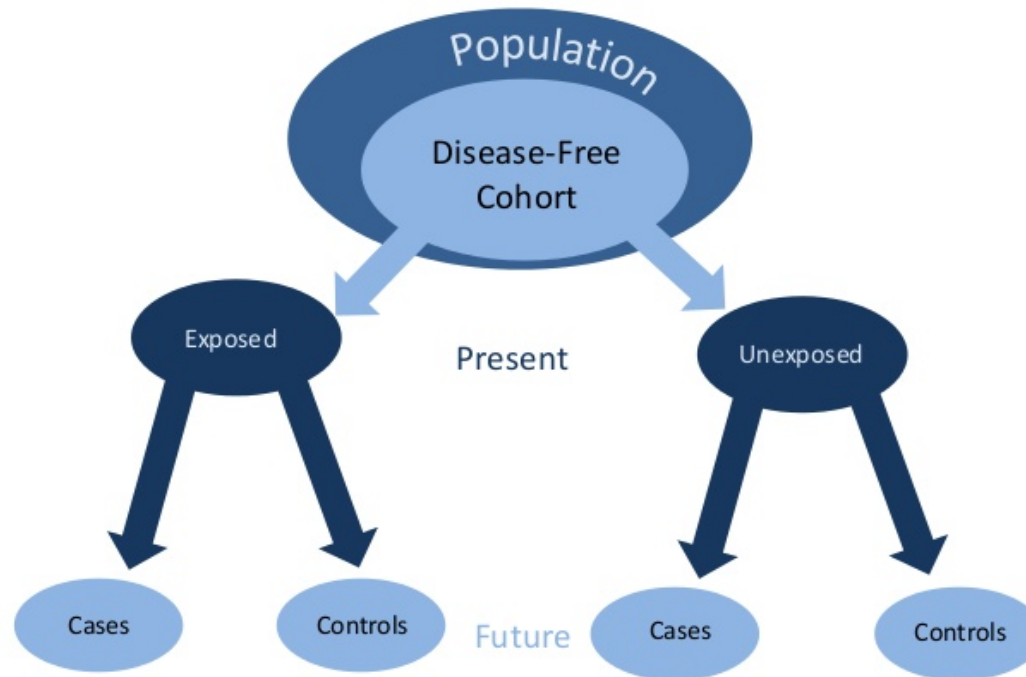 Population
Disease-Free
Cohort
Exposed
Present
Unexposed
Cases
Controls
Future
Cases
Controls